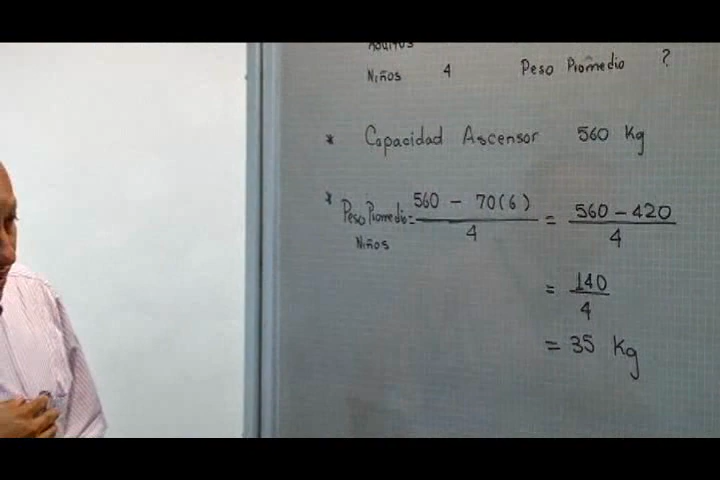 Adultos
Niños 4 Peso Promedio ?
* Capacidad Ascensor 560 Kg
* Peso Promedio Niños = 560 - 70(6) / 4 = 560 - 420 / 4
= 140 / 4
= 35 Kg